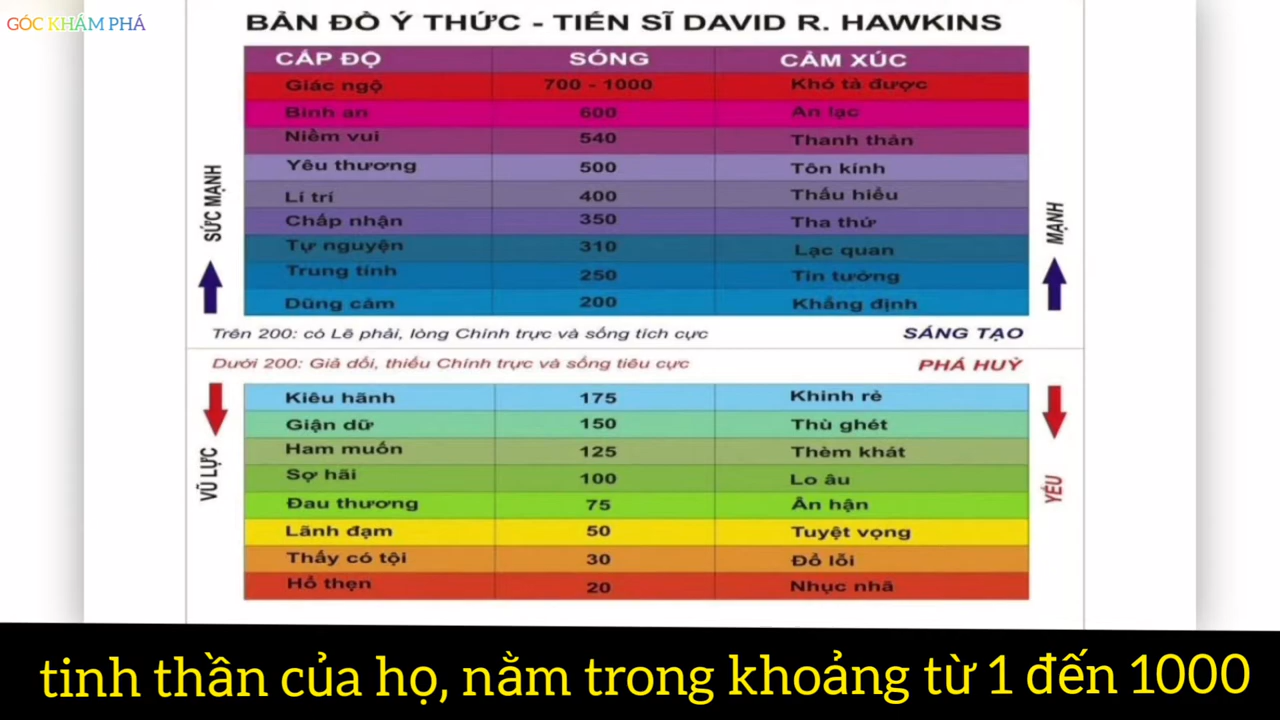 GÓC KHÁM PHÁ
BẢN ĐỒ Ý THỨC - TIẾN SĨ DAVID R. HAWKINS
CẤP ĐỘ SÓNG CẢM XÚC
Giác ngộ 700 - 1000 Khó tả được
Bình an 600 An lạc
Niềm vui 540 Thanh thản
Yêu thương 500 Tôn kính
Lí trí 400 Thấu hiểu
Chấp nhận 350 Tha thứ
Tự nguyện 310 Lạc quan
Trung tính 250 Tin tưởng
Dũng cảm 200 Khẳng định
SỨC MẠNH
MẠNH
Trên 200: có Lẽ phải, lòng Chính trực và sống tích cực SÁNG TẠO
Dưới 200: Giả dối, thiếu Chính trực và sống tiêu cực PHÁ HUỶ
Kiêu hãnh 175 Khinh rẻ
Giận dữ 150 Thù ghét
Ham muốn 125 Thèm khát
Sợ hãi 100 Lo âu
Đau thương 75 Ân hận
Lãnh đạm 50 Tuyệt vọng
Thấy có tội 30 Đổ lỗi
Hổ thẹn 20 Nhục nhã
VŨ LỰC
YẾU
tinh thần của họ, nằm trong khoảng từ 1 đến 1000